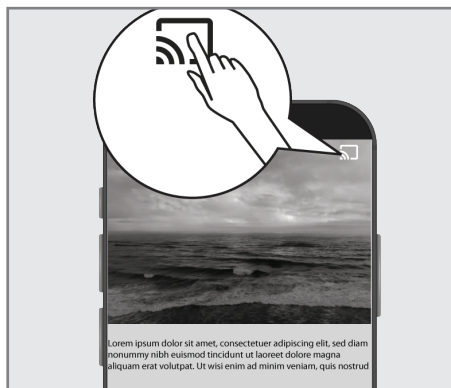 Lorem ipsum dolor sit amet, consectetuer adipiscing elit, sed diam
nonummy nibh euismod tincidunt ut laoreet dolore magna
aliquam erat volutpat. Ut wisi enim ad minim veniam, quis nostrud